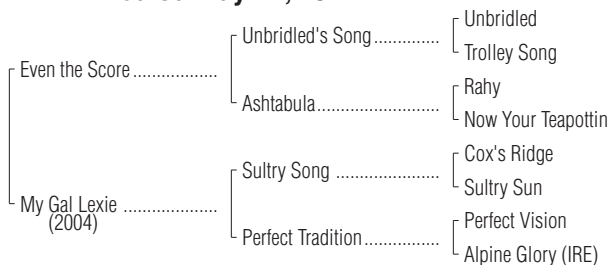 Unbridled
Unbridled's Song..............
Trolley Song
Even the Score.................
Rahy
Ashtabula..........................
Now Your Teapottin
Cox's Ridge
Sultry Song ......................
Sultry Sun
My Gal Lexie ...................
(2004)
Perfect Vision
Perfect Tradition................
Alpine Glory (IRE)